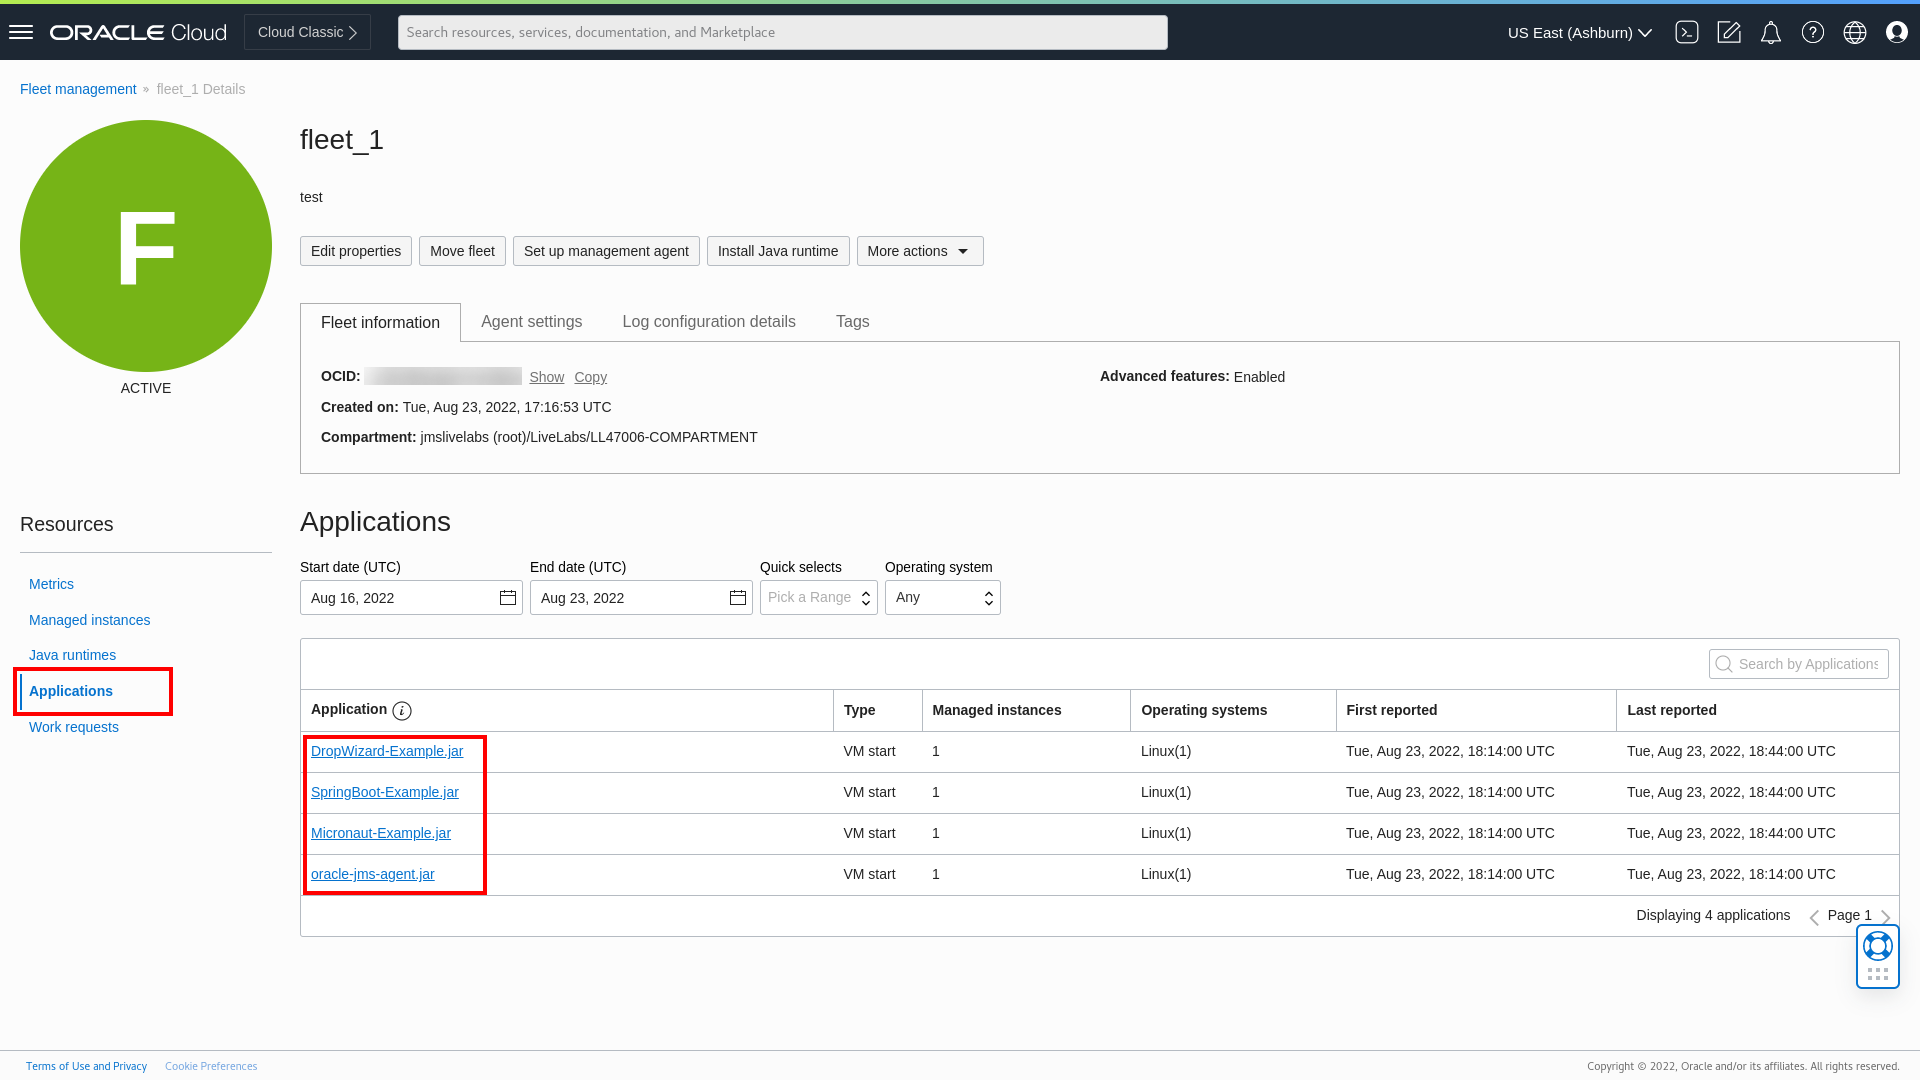 ORACLE Cloud
Cloud Classic
Search resources, services, documentation, and Marketplace
US East (Ashburn)
Fleet management » fleet_1 Details
F
ACTIVE
fleet_1
test
Edit properties
Move fleet
Set up management agent
Install Java runtime
More actions
Fleet information
Agent settings
Log configuration details
Tags
OCID: Show Copy
Created on: Tue, Aug 23, 2022, 17:16:53 UTC
Compartment: jmslivelabs (root)/LiveLabs/LL47006-COMPARTMENT
Advanced features: Enabled
Resources
Metrics
Managed instances
Java runtimes
Applications
Work requests
Applications
Start date (UTC) End date (UTC) Quick selects Operating system
Aug 16, 2022 Aug 23, 2022 Pick a Range Any
Search by Applications
Application i Type Managed instances Operating systems First reported Last reported
DropWizard-Example.jar VM start 1 Linux(1) Tue, Aug 23, 2022, 18:14:00 UTC Tue, Aug 23, 2022, 18:44:00 UTC
SpringBoot-Example.jar VM start 1 Linux(1) Tue, Aug 23, 2022, 18:14:00 UTC Tue, Aug 23, 2022, 18:44:00 UTC
Micronaut-Example.jar VM start 1 Linux(1) Tue, Aug 23, 2022, 18:14:00 UTC Tue, Aug 23, 2022, 18:44:00 UTC
oracle-jms-agent.jar VM start 1 Linux(1) Tue, Aug 23, 2022, 18:14:00 UTC Tue, Aug 23, 2022, 18:14:00 UTC
Displaying 4 applications Page 1
Terms of Use and Privacy Cookie Preferences
Copyright © 2022, Oracle and/or its affiliates. All rights reserved.